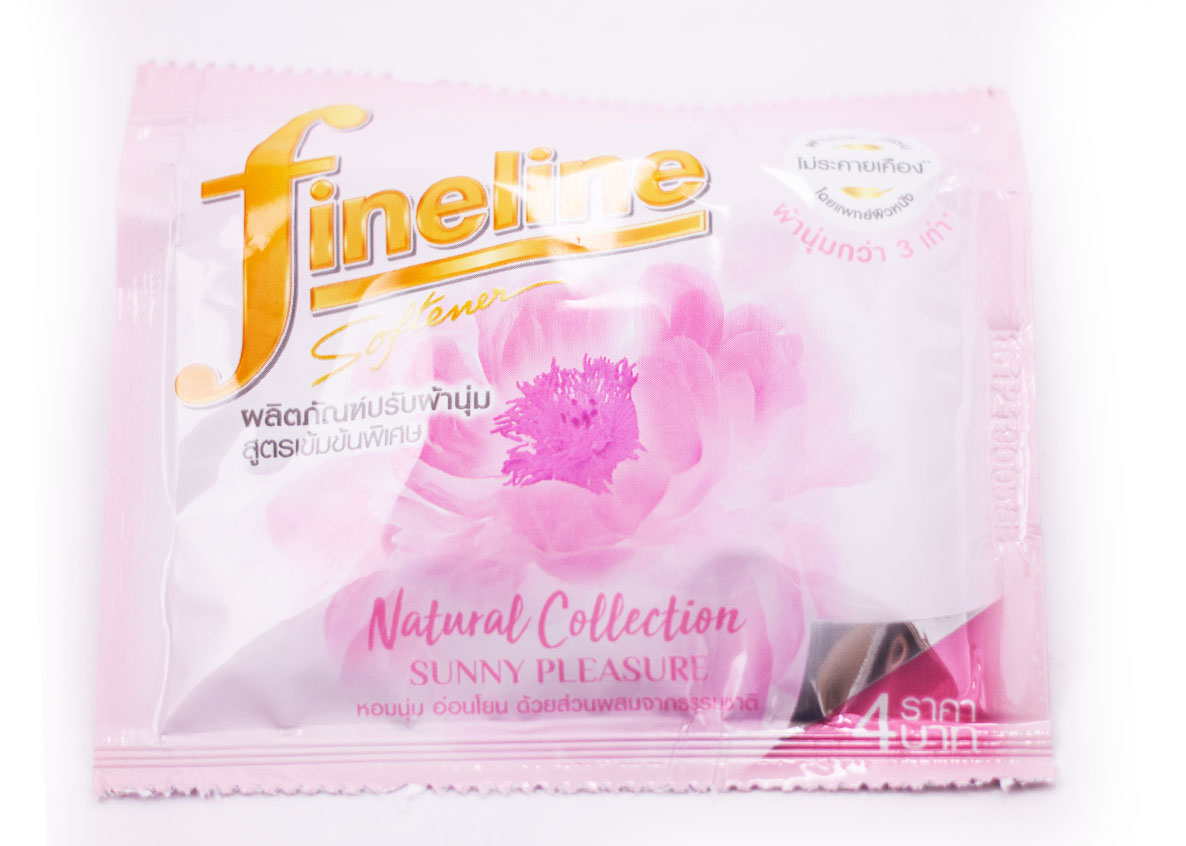 fineline
Softener
ผลิตภัณฑ์ปรับผ้านุ่ม
สูตรเข้มข้นพิเศษ
ไม่ระคายเคือง**
โดยแพทย์ผิวหนัง
ผ้านุ่มกว่า 3 เท่า*
Natural Collection
SUNNY PLEASURE
หอมนุ่ม อ่อนโยน ด้วยส่วนผสมจากธรรมชาติ
ราคา
4 บาท